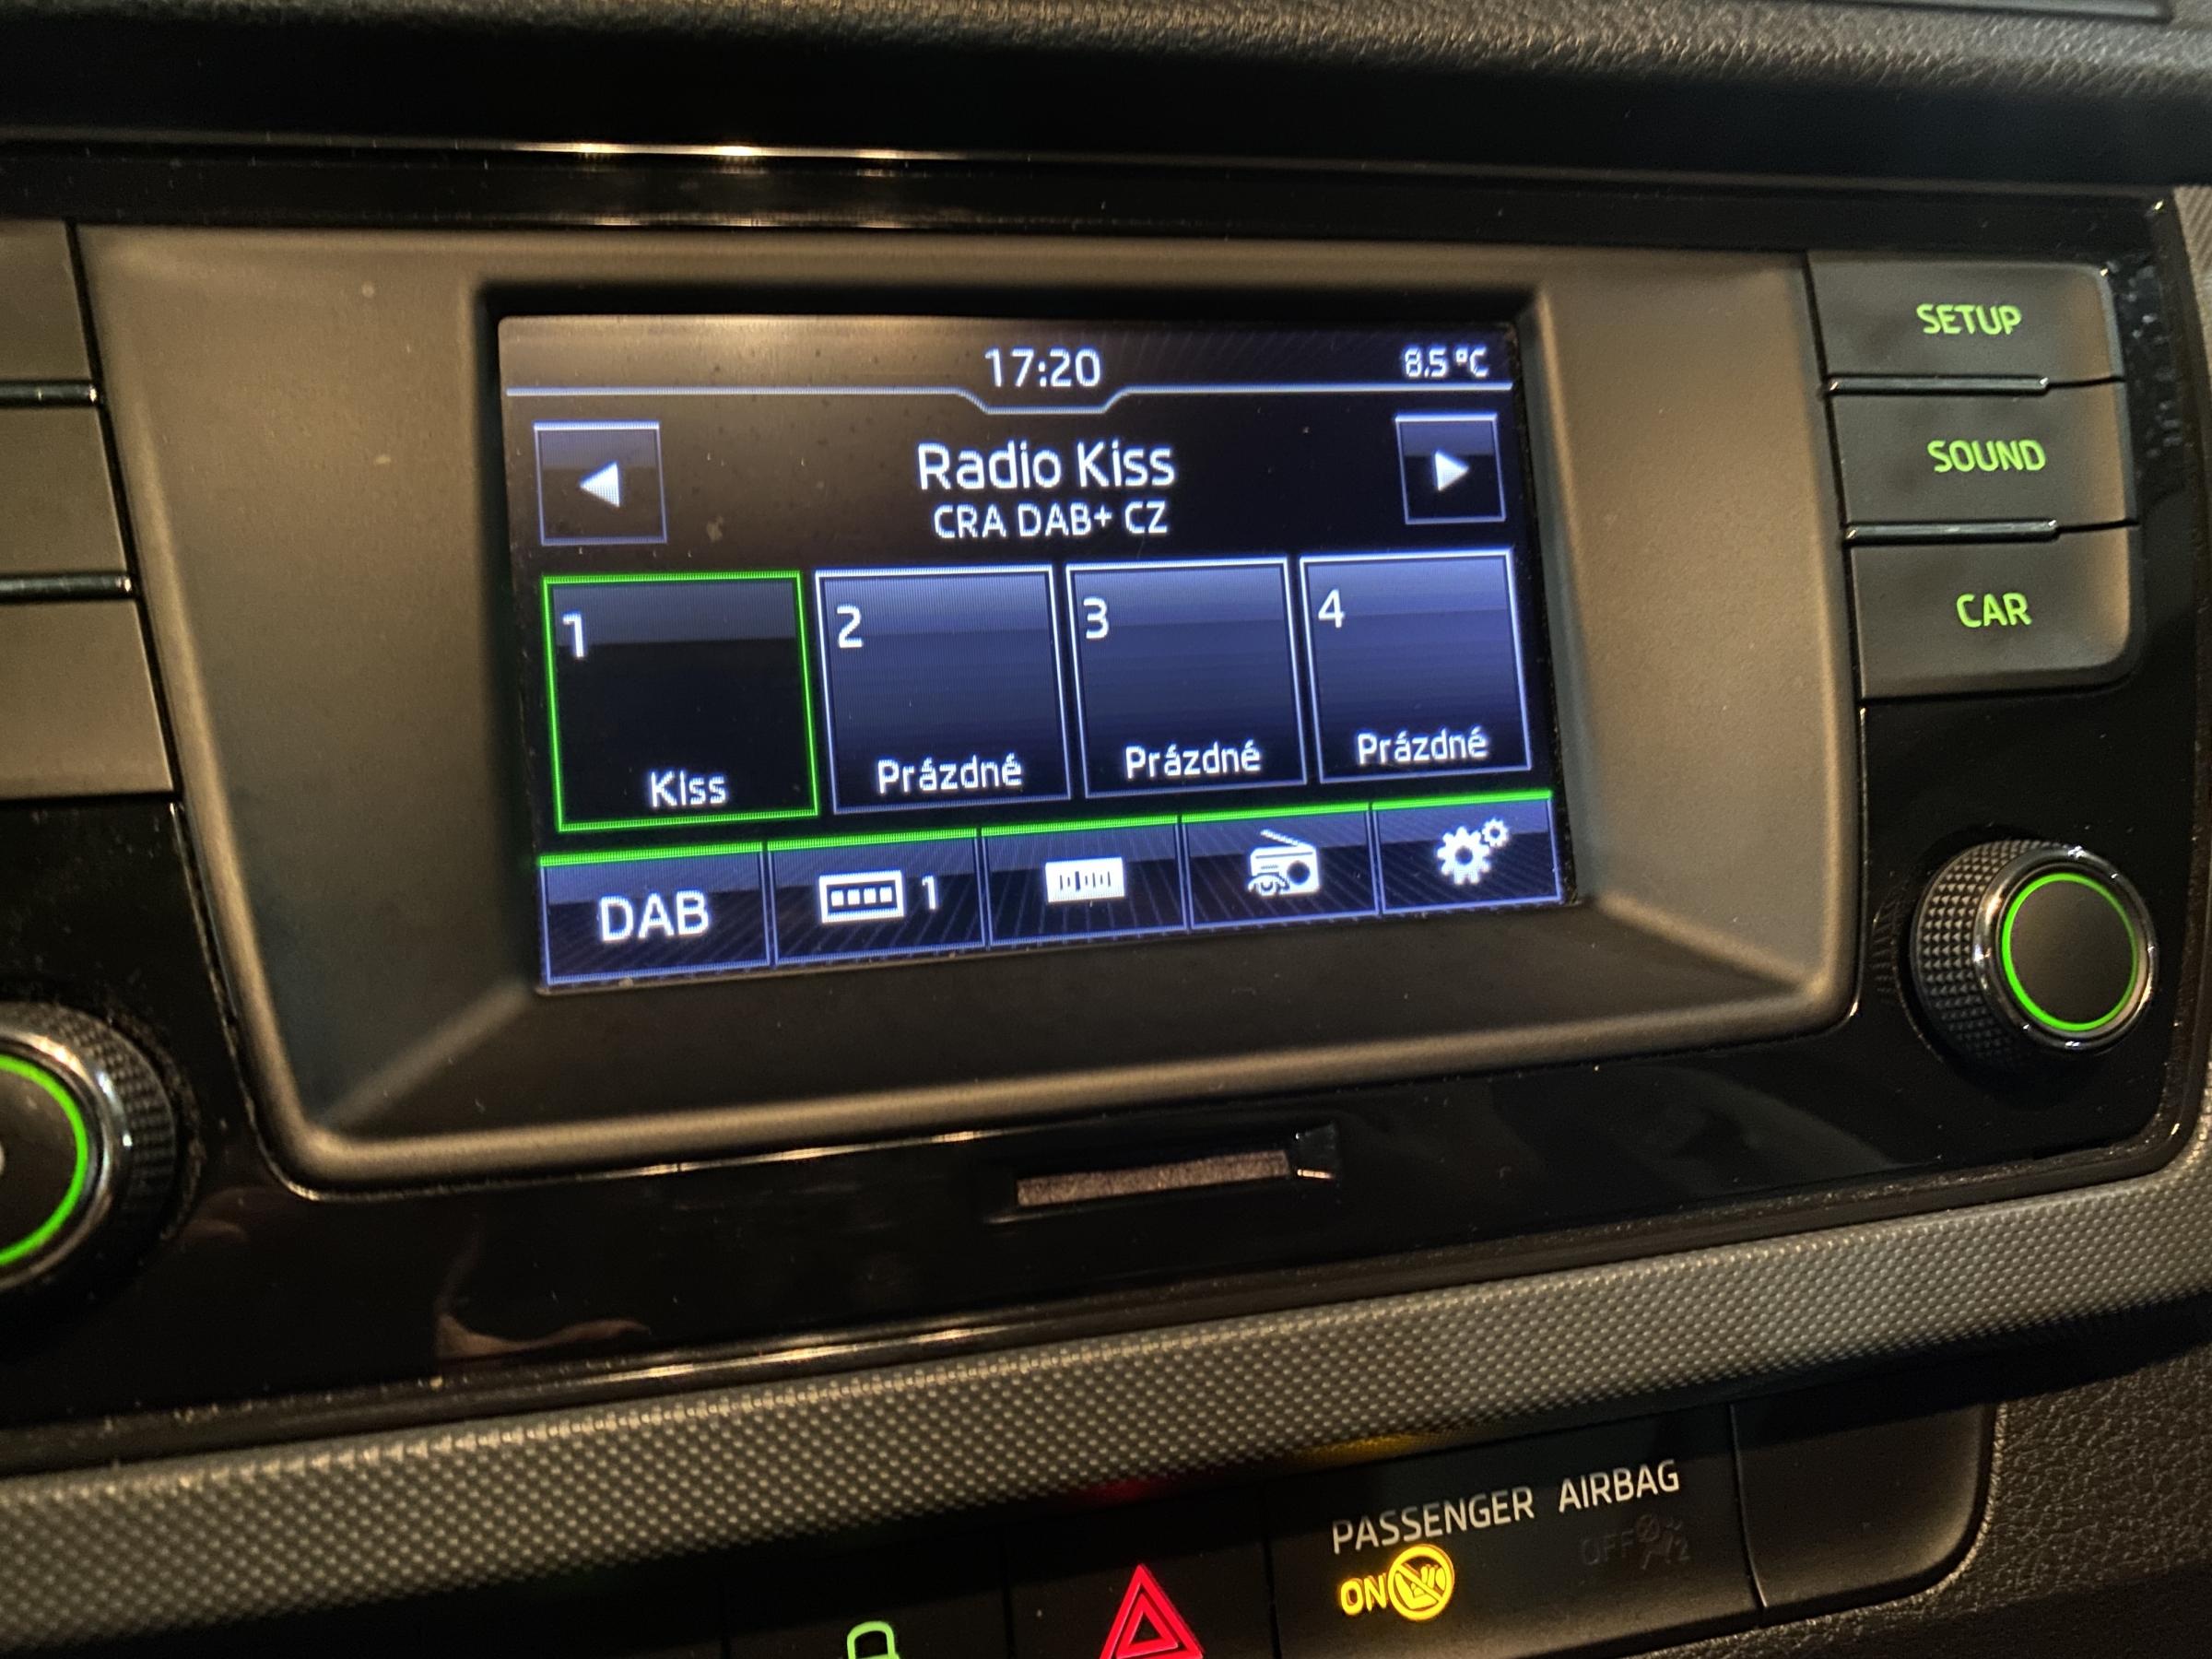 17:20
8.5 °C
Radio Kiss
CRA DAB+ CZ
1
2
3
4
Kiss
Prázdné
Prázdné
Prázdné
DAB
1
SETUP
SOUND
CAR
PASSENGER AIRBAG
ON
OFF